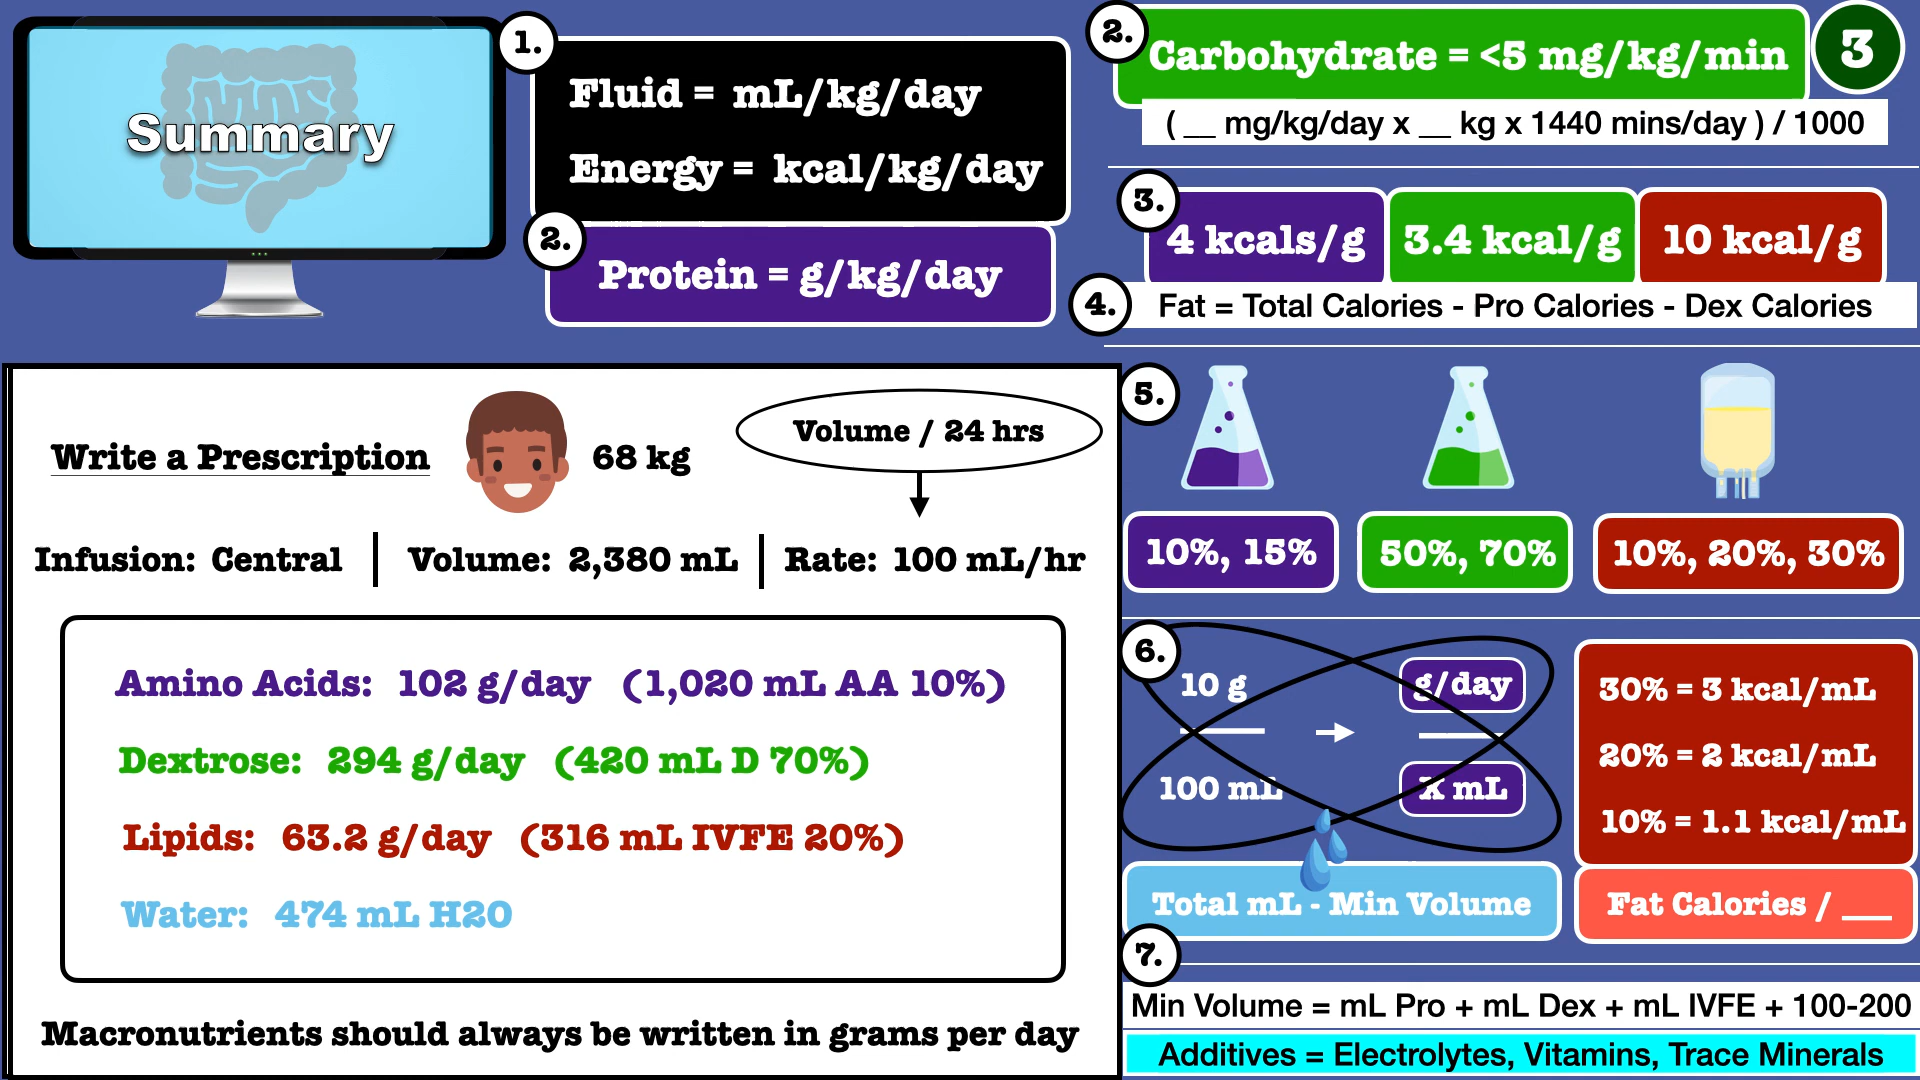 Summary
1.
Fluid = mL/kg/day
Energy = kcal/kg/day
2.
Protein = g/kg/day
2.
Carbohydrate = <5 mg/kg/min
3
( __ mg/kg/day x __ kg x 1440 mins/day ) / 1000
3.
4 kcals/g
3.4 kcal/g
10 kcal/g
4.
Fat = Total Calories - Pro Calories - Dex Calories
Write a Prescription
68 kg
Volume / 24 hrs
Infusion: Central
Volume: 2,380 mL
Rate: 100 mL/hr
Amino Acids: 102 g/day (1,020 mL AA 10%)
Dextrose: 294 g/day (420 mL D 70%)
Lipids: 63.2 g/day (316 mL IVFE 20%)
Water: 474 mL H2O
Macronutrients should always be written in grams per day
5.
10%, 15%
50%, 70%
10%, 20%, 30%
6.
10 g
g/day
100 mL
X mL
30% = 3 kcal/mL
20% = 2 kcal/mL
10% = 1.1 kcal/mL
Total mL - Min Volume
Fat Calories / ___
7.
Min Volume = mL Pro + mL Dex + mL IVFE + 100-200
Additives = Electrolytes, Vitamins, Trace Minerals